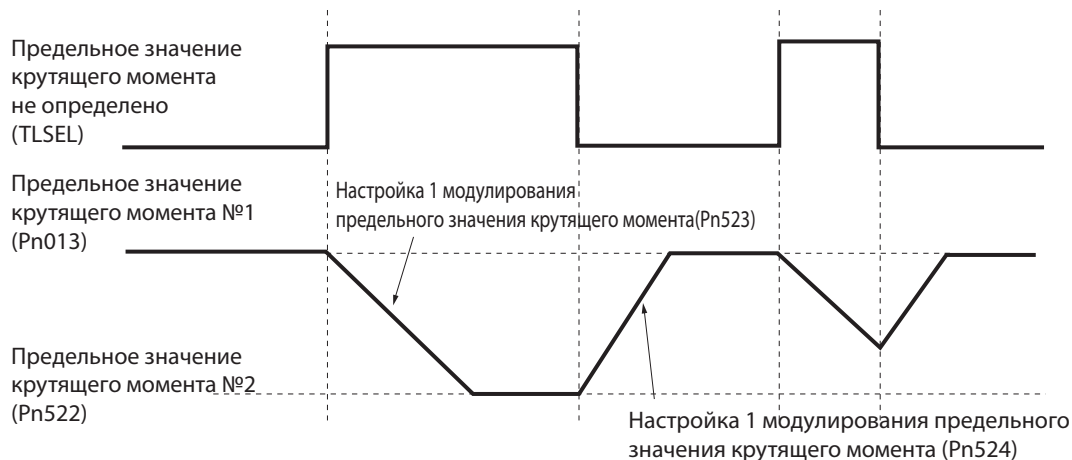 Предельное значение
крутящего момента
не определено
(TLSEL)
Предельное значение
крутящего момента №1
(Pn013)
Настройка 1 модулирования
предельного значения крутящего момента(Pn523)
Предельное значение
крутящего момента №2
(Pn522)
Настройка 1 модулирования предельного
значения крутящего момента (Pn524)